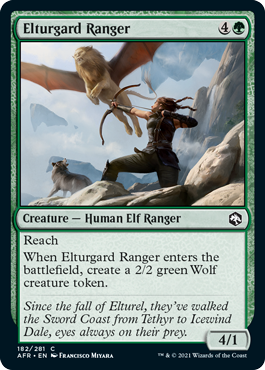 Elturgard Ranger 4
Creature — Human Elf Ranger
Reach
When Elturgard Ranger enters the
battlefield, create a 2/2 green Wolf
creature token.
Since the fall of Elturel, they've walked
the Sword Coast from Tethyr to Icewind
Dale, eyes always on their prey.
4/1
182/281 C
AFR • EN Francisco Miyara ™ & © 2021 Wizards of the Coast